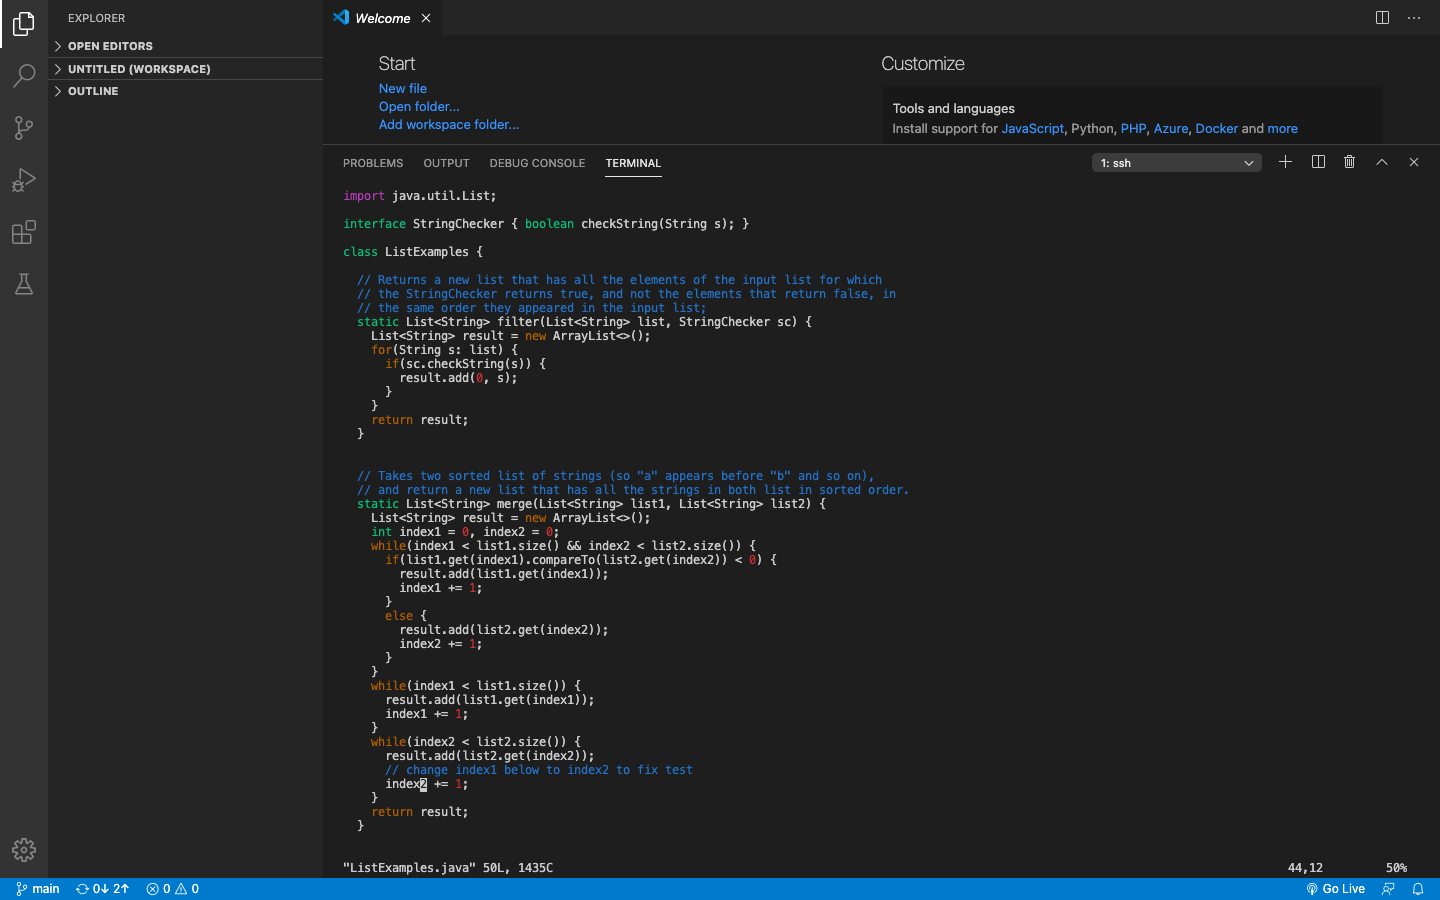 EXPLORER
OPEN EDITORS
UNTITLED (WORKSPACE)
OUTLINE
Welcome
Start
New file
Open folder...
Add workspace folder...
Customize
Tools and languages
Install support for JavaScript, Python, PHP, Azure, Docker and more
PROBLEMS OUTPUT DEBUG CONSOLE TERMINAL 1: ssh
import java.util.List;
interface StringChecker { boolean checkString(String s); }
class ListExamples {
// Returns a new list that has all the elements of the input list for which
// the StringChecker returns true, and not the elements that return false, in
// the same order they appeared in the input list;
static List<String> filter(List<String> list, StringChecker sc) {
List<String> result = new ArrayList<>();
for(String s: list) {
if(sc.checkString(s)) {
result.add(0, s);
}
}
return result;
}
// Takes two sorted list of strings (so "a" appears before "b" and so on),
// and return a new list that has all the strings in both list in sorted order.
static List<String> merge(List<String> list1, List<String> list2) {
List<String> result = new ArrayList<>();
int index1 = 0, index2 = 0;
while(index1 < list1.size() && index2 < list2.size()) {
if(list1.get(index1).compareTo(list2.get(index2)) < 0) {
result.add(list1.get(index1));
index1 += 1;
}
else {
result.add(list2.get(index2));
index2 += 1;
}
}
while(index1 < list1.size()) {
result.add(list1.get(index1));
index1 += 1;
}
while(index2 < list2.size()) {
result.add(list2.get(index2));
// change index1 below to index2 to fix test
index2 += 1;
}
return result;
}
"ListExamples.java" 50L, 1435C 44,12 50%
main 0↓ 2↑ 0 0 Go Live